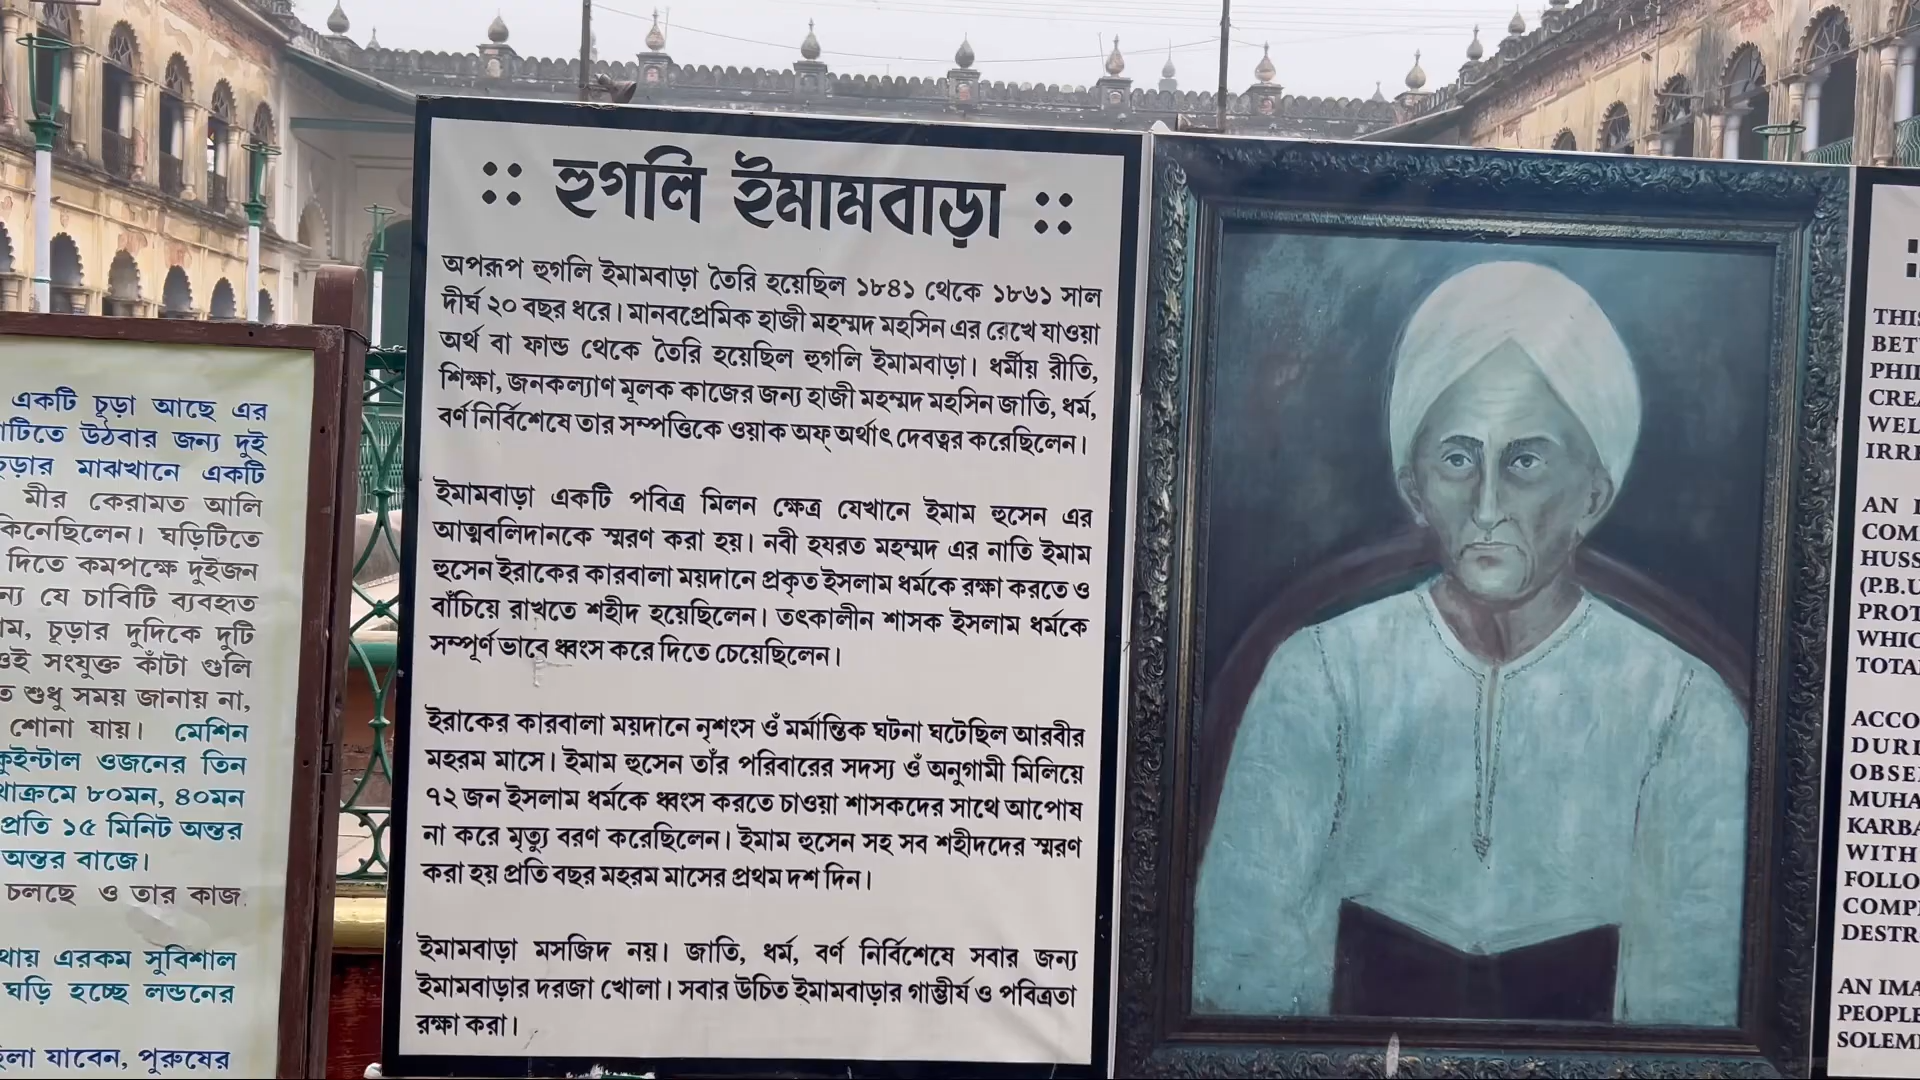 একটি চূড়া আছে এর
উঠবার জন্য দুই
মাঝখানে একটি
মীর কেরামত আলি
কিনেছিলেন। ঘড়িটিতে
দিতে কমপক্ষে দুইজন
যে চাবিটি ব্যবহৃত
চূড়ার দুদিকে দুটি
সংযুক্ত কাঁটা গুলি
শুধু সময় জানায় না,
শোনা যায়। মেশিন
কুইন্টাল ওজনের তিন
৮০মন, ৪০মন
প্রতি ১৫ মিনিট অন্তর
অন্তর বাজে।
চলছে ও তার কাজ
এরকম সুবিশাল
ঘড়ি হচ্ছে লন্ডনের
যাবেন, পুরুষের
:: হুগলি ইমামবাড়া ::
অপরূপ হুগলি ইমামবাড়া তৈরি হয়েছিল ১৮৪১ থেকে ১৮৬১ সাল
দীর্ঘ ২০ বছর ধরে। মানবপ্রেমিক হাজী মহম্মদ মহসিন এর রেখে যাওয়া
অর্থ বা ফান্ড থেকে তৈরি হয়েছিল হুগলি ইমামবাড়া। ধর্মীয় রীতি,
শিক্ষা, জনকল্যাণ মূলক কাজের জন্য হাজী মহম্মদ মহসিন জাতি, ধর্ম,
বর্ণ নির্বিশেষে তার সম্পত্তিকে ওয়াক অফ্ অর্থাৎ দেবত্বর করেছিলেন।
ইমামবাড়া একটি পবিত্র মিলন ক্ষেত্র যেখানে ইমাম হুসেন এর
আত্মবলিদানকে স্মরণ করা হয়। নবী হযরত মহম্মদ এর নাতি ইমাম
হুসেন ইরাকের কারবালা ময়দানে প্রকৃত ইসলাম ধর্মকে রক্ষা করতে ও
বাঁচিয়ে রাখতে শহীদ হয়েছিলেন। তৎকালীন শাসক ইসলাম ধর্মকে
সম্পূর্ণ ভাবে ধ্বংস করে দিতে চেয়েছিলেন।
ইরাকের কারবালা ময়দানে নৃশংস ওঁ মর্মান্তিক ঘটনা ঘটেছিল আরবীর
মহরম মাসে। ইমাম হুসেন তাঁর পরিবারের সদস্য ওঁ অনুগামী মিলিয়ে
৭২ জন ইসলাম ধর্মকে ধ্বংস করতে চাওয়া শাসকদের সাথে আপোষ
না করে মৃত্যু বরণ করেছিলেন। ইমাম হুসেন সহ সব শহীদদের স্মরণ
করা হয় প্রতি বছর মহরম মাসের প্রথম দশ দিন।
ইমামবাড়া মসজিদ নয়। জাতি, ধর্ম, বর্ণ নির্বিশেষে সবার জন্য
ইমামবাড়ার দরজা খোলা। সবার উচিত ইমামবাড়ার গাম্ভীর্য ও পবিত্রতা
রক্ষা করা।
AN
(P.B.U
WITH
AN IMA
PEOPLE